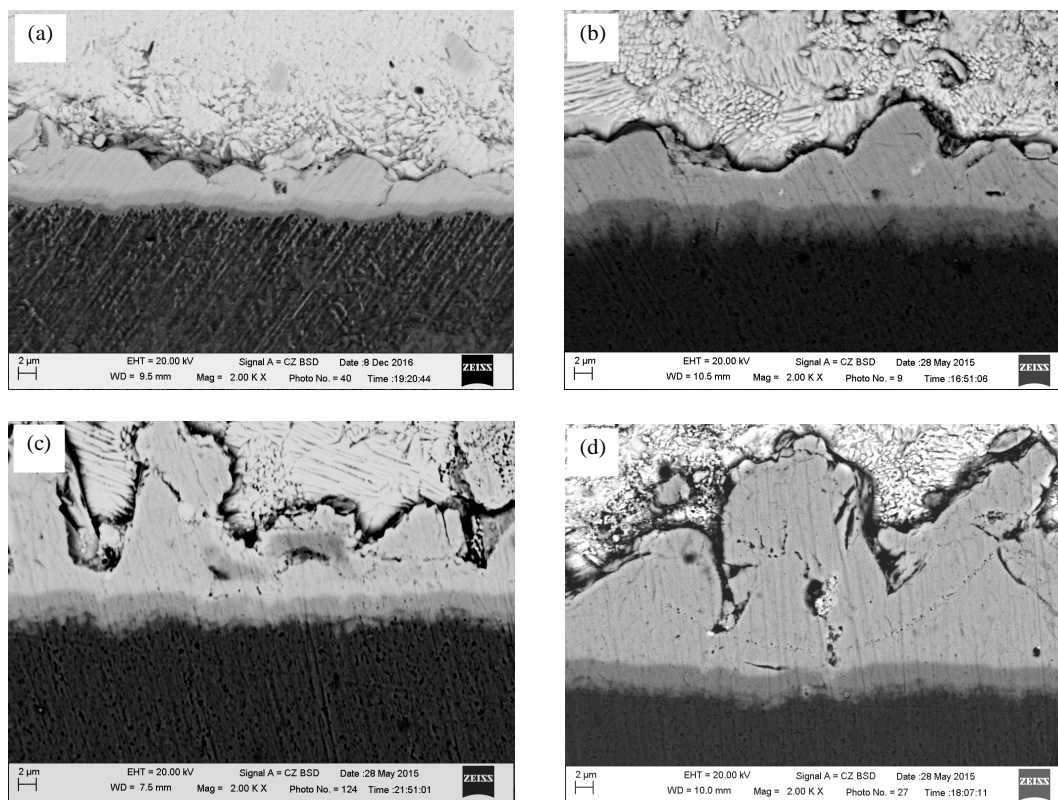 (a)
2 µm
EHT = 20.00 kV Signal A = CZ BSD Date :8 Dec 2016
WD = 9.5 mm Mag = 2.00 K X Photo No. = 40 Time :19:20:44
ZEISS
(b)
2 µm
EHT = 20.00 kV Signal A = CZ BSD Date :28 May 2015
WD = 10.5 mm Mag = 2.00 K X Photo No. = 9 Time :16:51:06
ZEISS
(c)
2 µm
EHT = 20.00 kV Signal A = CZ BSD Date :28 May 2015
WD = 7.5 mm Mag = 2.00 K X Photo No. = 124 Time :21:51:01
ZEISS
(d)
2 µm
EHT = 20.00 kV Signal A = CZ BSD Date :28 May 2015
WD = 10.0 mm Mag = 2.00 K X Photo No. = 27 Time :18:07:11
ZEISS